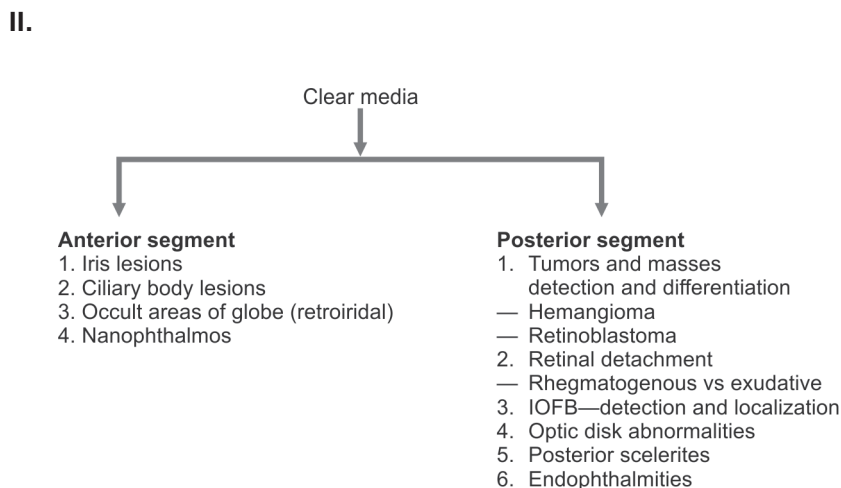 II.
Clear media
Anterior segment
1. Iris lesions
2. Ciliary body lesions
3. Occult areas of globe (retroiridal)
4. Nanophthalmos
Posterior segment
1. Tumors and masses
detection and differentiation
— Hemangioma
— Retinoblastoma
2. Retinal detachment
— Rhegmatogenous vs exudative
3. IOFB—detection and localization
4. Optic disk abnormalities
5. Posterior scelerites
6. Endophthalmities